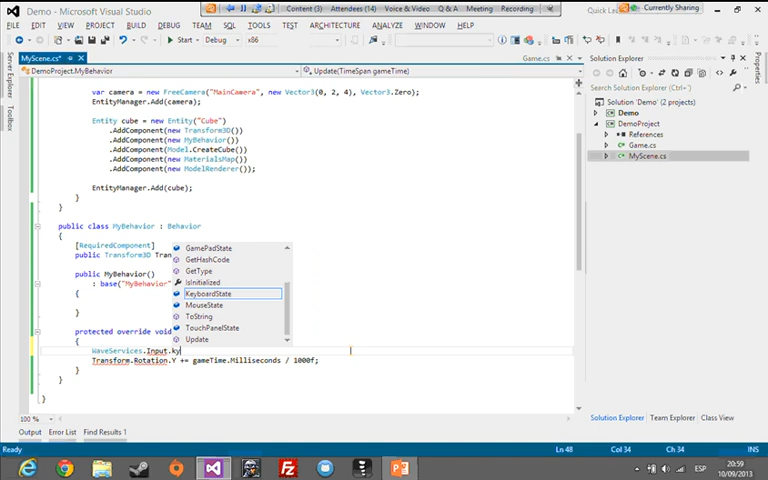 Content (3) Attendees (14) Voice & Video Q & A Meeting Recording
Demo* - Visual Studio
Quick La
Currently Sharing
FILE EDIT VIEW PROJECT BUILD DEBUG TEAM SQL TOOLS TEST ARCHITECTURE ANALYZE WINDOW HELP
Start Debug x86
MyScene.cs*
Game.cs
Solution Explorer
DemoProject.MyBehavior
Update(TimeSpan gameTime)
Server Explorer
Toolbox
Search Solution Explorer
Solution 'Demo' (2 projects)
Demo
DemoProject
References
Game.cs
MyScene.cs
var camera = new FreeCamera("MainCamera", new Vector3(0, 2, 4), Vector3.Zero);
EntityManager.Add(camera);
Entity cube = new Entity("Cube")
.AddComponent(new Transform3D())
.AddComponent(new MyBehavior())
.AddComponent(Model.CreateCube())
.AddComponent(new MaterialsMap())
.AddComponent(new ModelRenderer());
EntityManager.Add(cube);
}
}
public class MyBehavior : Behavior
{
[RequiredComponent]
public Transform3D Tran
public MyBehavior()
: base("MyBehavior"
{
}
protected override void
{
WaveServices.Input.ky
Transform.Rotation.Y += gameTime.Milliseconds / 1000f;
}
}
}
GamePadState
GetHashCode
GetType
IsInitialized
KeyboardState
MouseState
ToString
TouchPanelState
Update
100 %
Output Error List Find Results 1
Solution Explorer Team Explorer Class View
Ready
Ln 48 Col 34 Ch 34 INS
ESP
20:59
10/09/2013